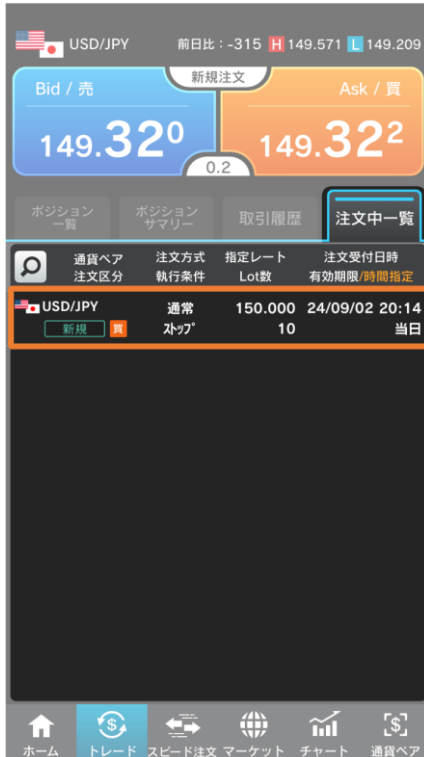 USD/JPY 前日比：-315 H 149.571 L 149.209
新規注文
Bid / 売 Ask / 買
149.320 149.322
0.2
ポジション
一覧
ポジション
サマリー
取引履歴
注文中一覧
通貨ペア 注文方式 指定レート 注文受付日時
注文区分 執行条件 Lot数 有効期限/時間指定
USD/JPY 通常 150.000 24/09/02 20:14
新規 買 ストップ 10 当日
ホーム トレード スピード注文 マーケット チャート 通貨ペア